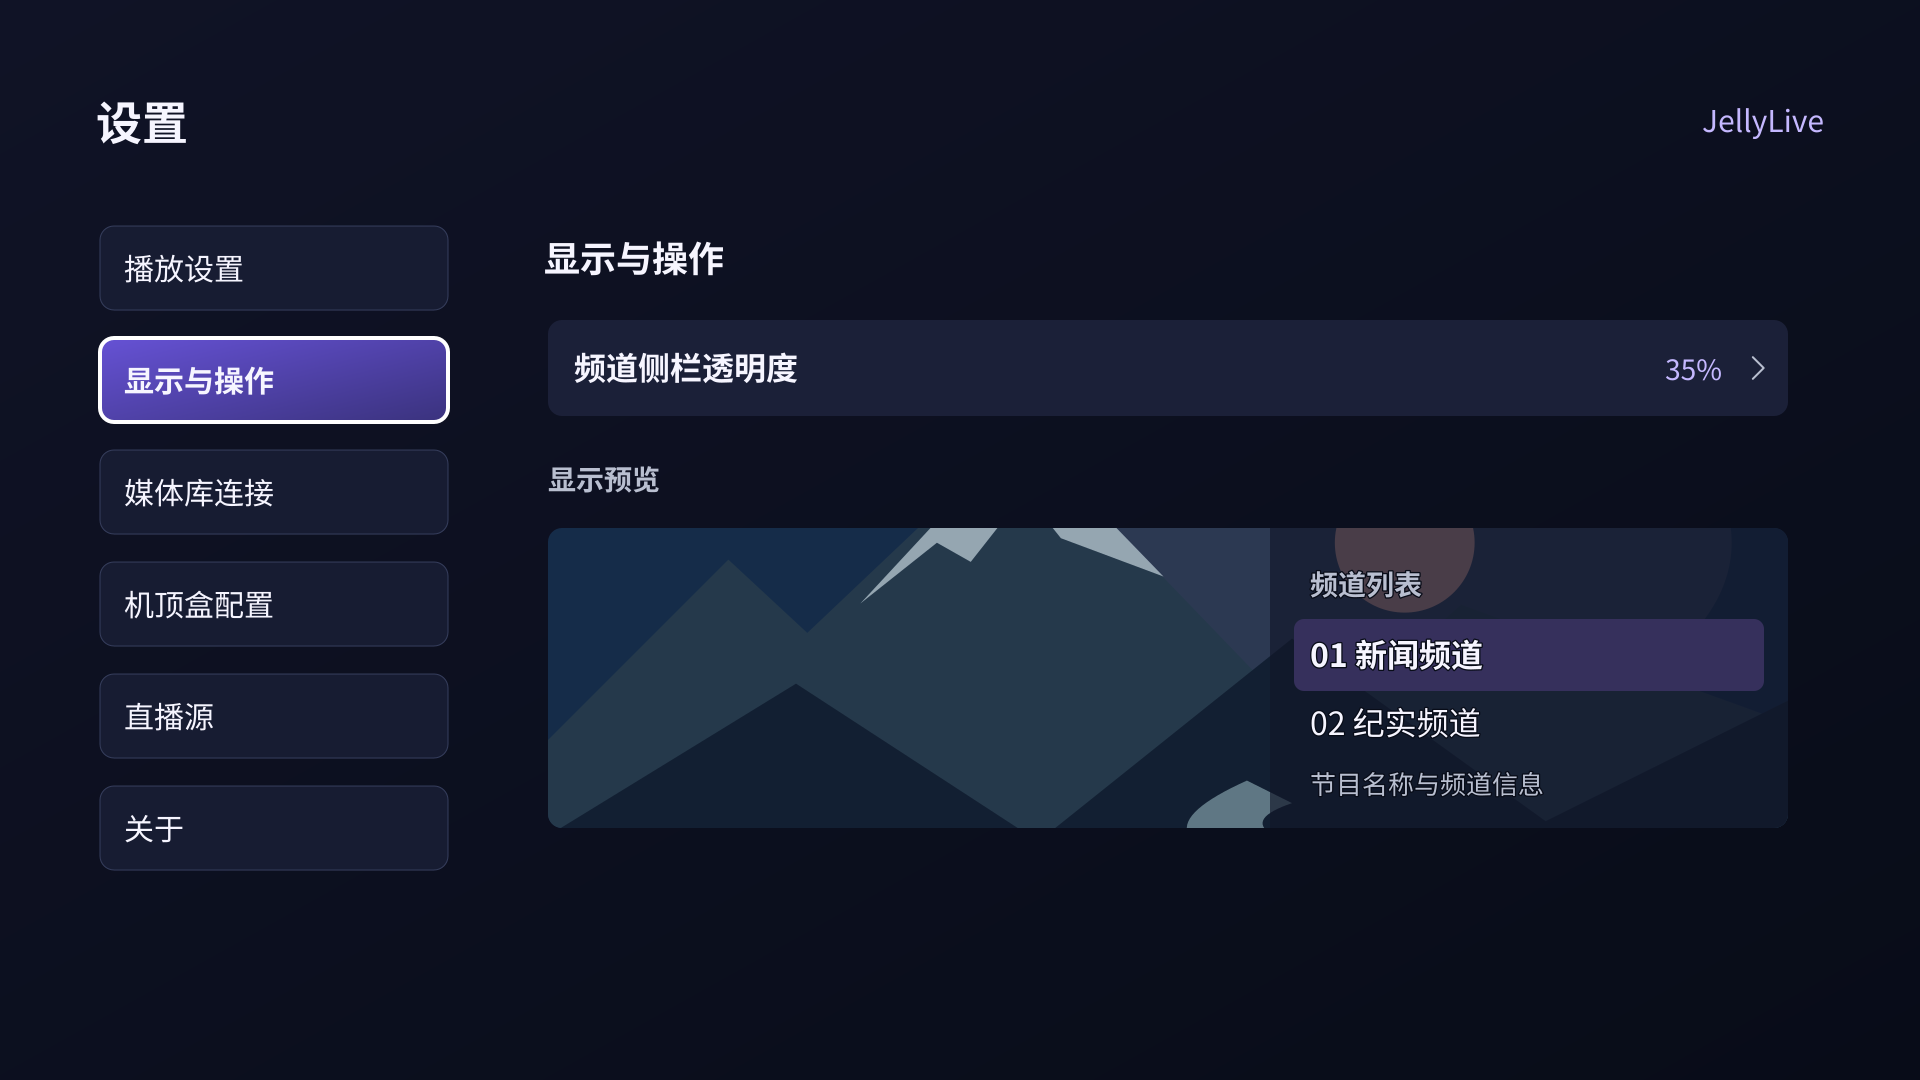 设置
JellyLive
播放设置
显示与操作
媒体库连接
机顶盒配置
直播源
关于
显示与操作
频道侧栏透明度
35%
显示预览
频道列表
01 新闻频道
02 纪实频道
节目名称与频道信息